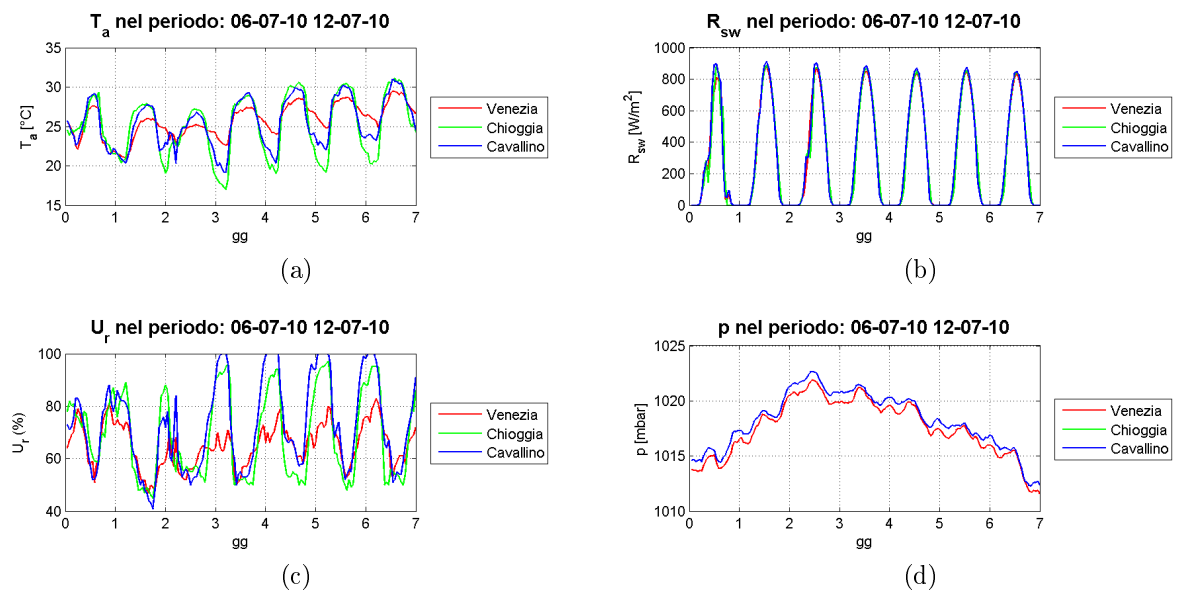 T_a nel periodo: 06-07-10 12-07-10
35
30
25
20
15
T_a [°C]
0 1 2 3 4 5 6 7
gg
Venezia
Chioggia
Cavallino
(a)
R_sw nel periodo: 06-07-10 12-07-10
1000
800
600
400
200
0
R_sw [W/m²]
0 1 2 3 4 5 6 7
gg
Venezia
Chioggia
Cavallino
(b)
U_r nel periodo: 06-07-10 12-07-10
100
80
60
40
U_r (%)
0 1 2 3 4 5 6 7
gg
Venezia
Chioggia
Cavallino
(c)
p nel periodo: 06-07-10 12-07-10
1025
1020
1015
1010
p [mbar]
0 1 2 3 4 5 6 7
gg
Venezia
Chioggia
Cavallino
(d)